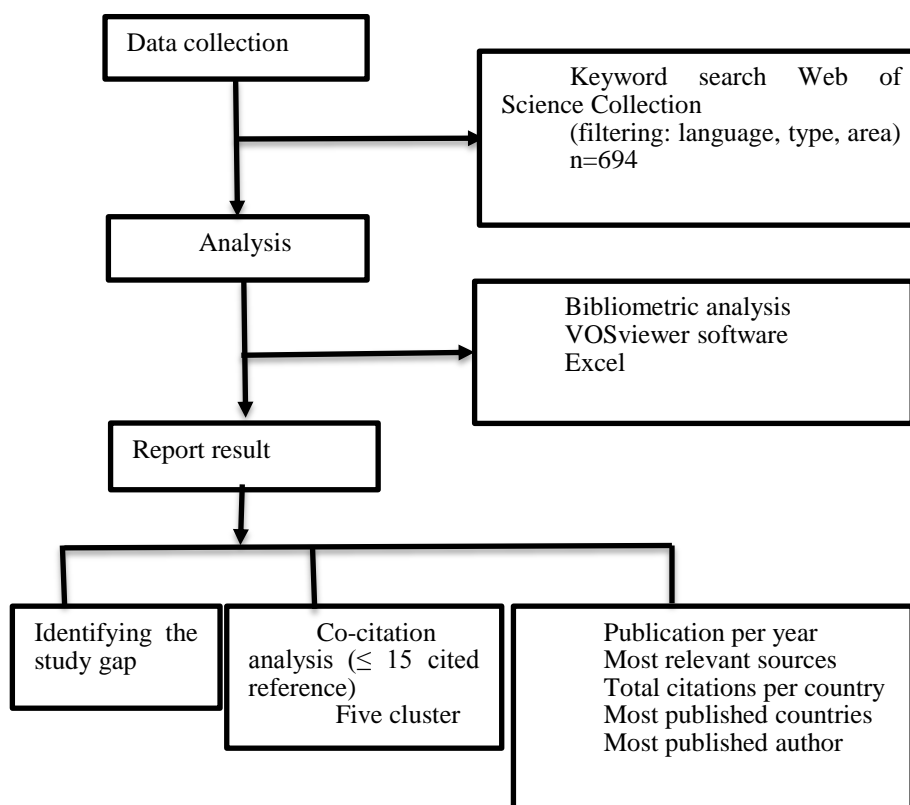 Data collection
Keyword search Web of
Science Collection
(filtering: language, type, area)
n=694
Analysis
Bibliometric analysis
VOSviewer software
Excel
Report result
Identifying the
study gap
Co-citation
analysis (≤ 15 cited
reference)
Five cluster
Publication per year
Most relevant sources
Total citations per country
Most published countries
Most published author